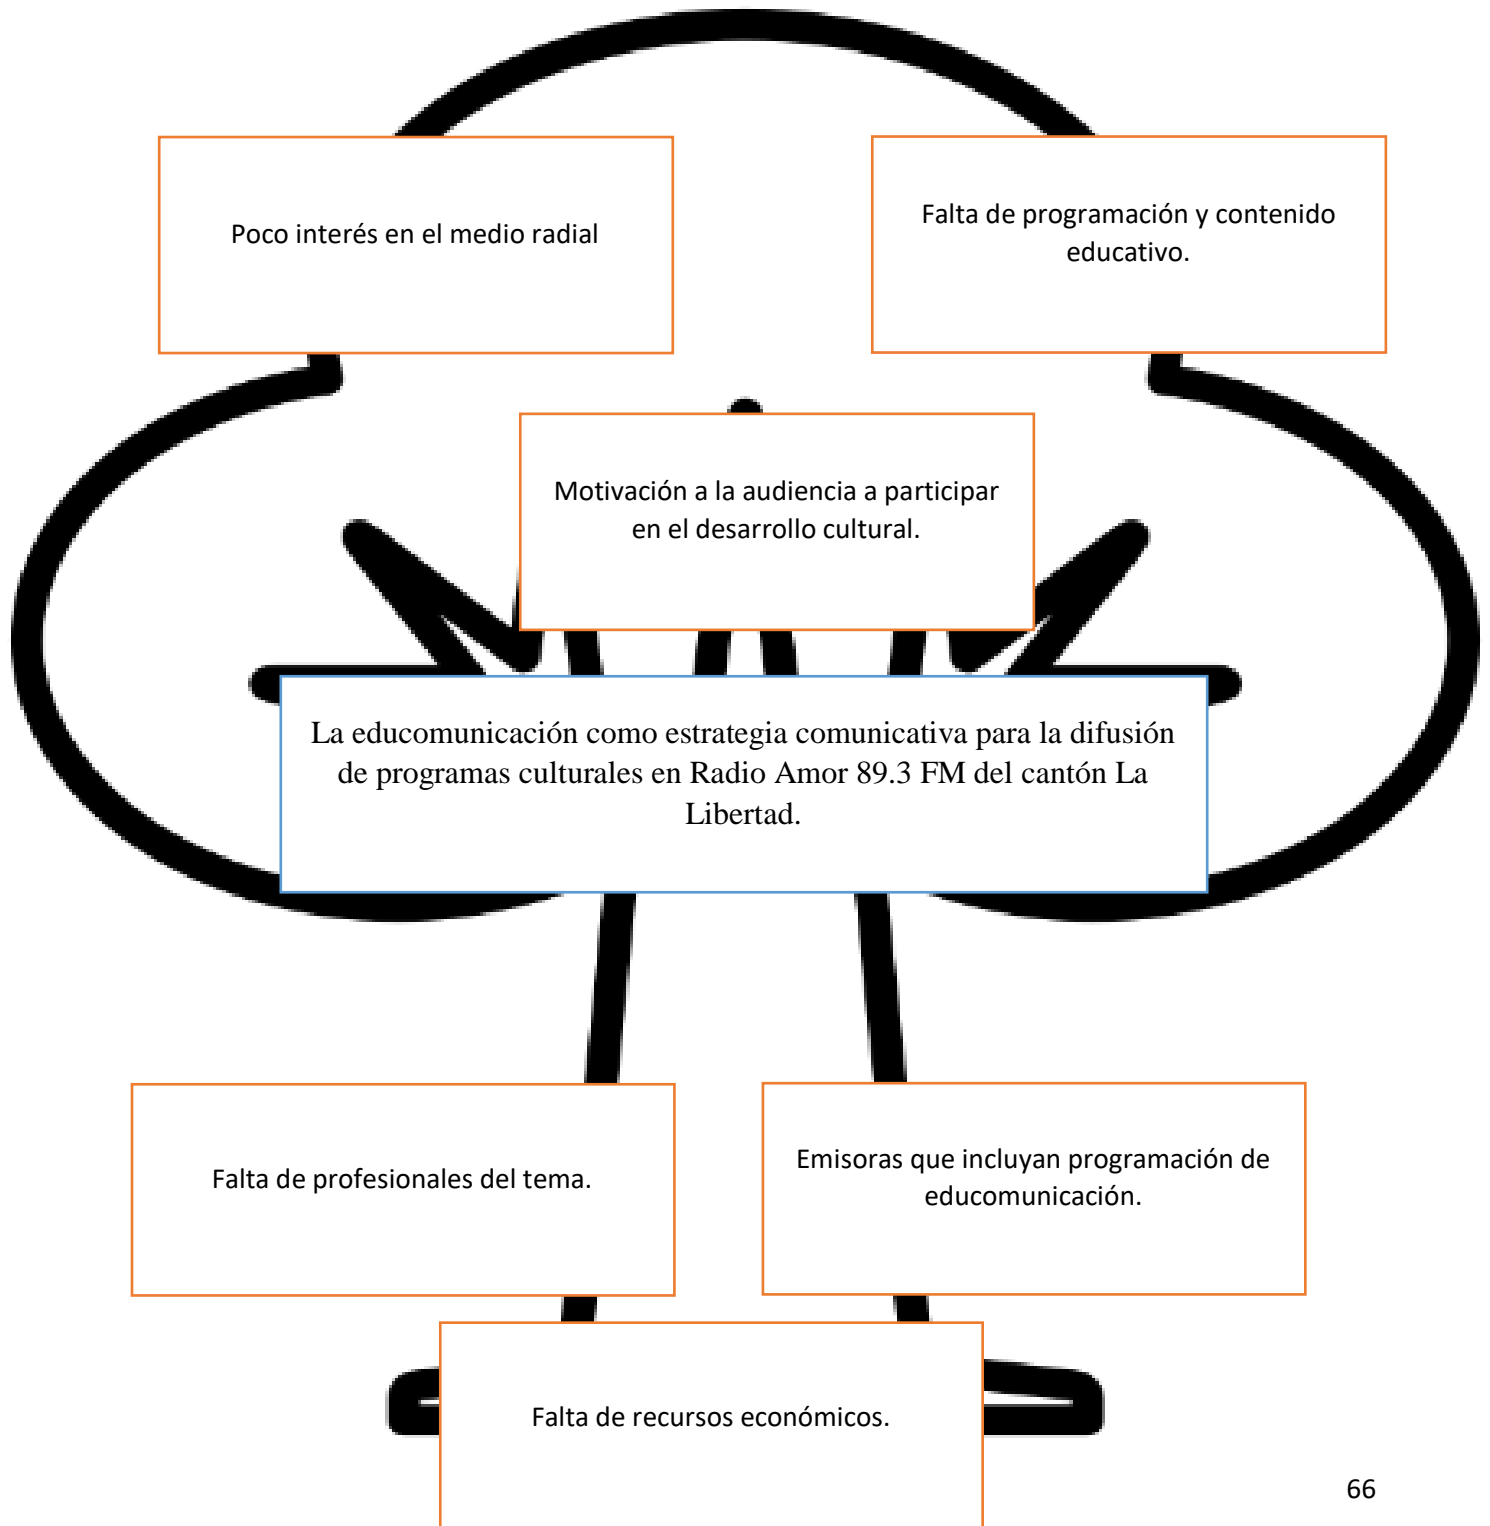 Poco interés en el medio radial
Falta de programación y contenido
educativo.
Motivación a la audiencia a participar
en el desarrollo cultural.
La educomunicación como estrategia comunicativa para la difusión
de programas culturales en Radio Amor 89.3 FM del cantón La
Libertad.
Falta de profesionales del tema.
Emisoras que incluyan programación de
educomunicación.
Falta de recursos económicos.
66